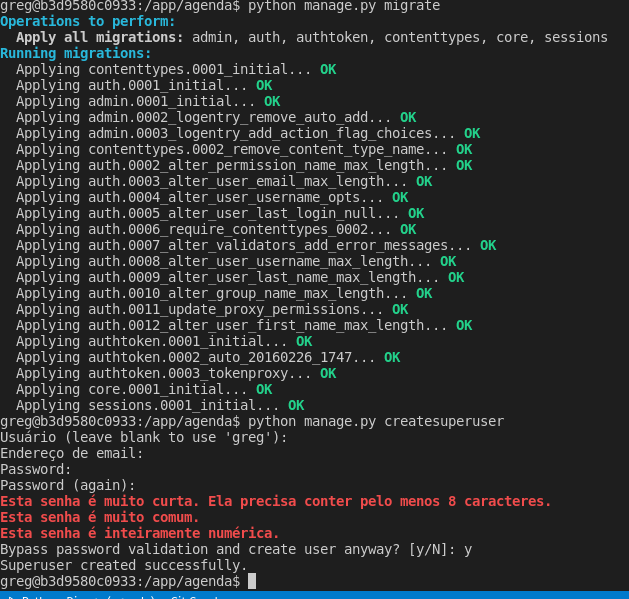 greg@b3d9580c0933:/app/agenda$ python manage.py migrate
Operations to perform:
  Apply all migrations: admin, auth, authtoken, contenttypes, core, sessions
Running migrations:
  Applying contenttypes.0001_initial... OK
  Applying auth.0001_initial... OK
  Applying admin.0001_initial... OK
  Applying admin.0002_logentry_remove_auto_add... OK
  Applying admin.0003_logentry_add_action_flag_choices... OK
  Applying contenttypes.0002_remove_content_type_name... OK
  Applying auth.0002_alter_permission_name_max_length... OK
  Applying auth.0003_alter_user_email_max_length... OK
  Applying auth.0004_alter_user_username_opts... OK
  Applying auth.0005_alter_user_last_login_null... OK
  Applying auth.0006_require_contenttypes_0002... OK
  Applying auth.0007_alter_validators_add_error_messages... OK
  Applying auth.0008_alter_user_username_max_length... OK
  Applying auth.0009_alter_user_last_name_max_length... OK
  Applying auth.0010_alter_group_name_max_length... OK
  Applying auth.0011_update_proxy_permissions... OK
  Applying auth.0012_alter_user_first_name_max_length... OK
  Applying authtoken.0001_initial... OK
  Applying authtoken.0002_auto_20160226_1747... OK
  Applying authtoken.0003_tokenproxy... OK
  Applying core.0001_initial... OK
  Applying sessions.0001_initial... OK
greg@b3d9580c0933:/app/agenda$ python manage.py createsuperuser
Usuário (leave blank to use 'greg'):
Endereço de email:
Password:
Password (again):
Esta senha é muito curta. Ela precisa conter pelo menos 8 caracteres.
Esta senha é muito comum.
Esta senha é inteiramente numérica.
Bypass password validation and create user anyway? [y/N]: y
Superuser created successfully.
greg@b3d9580c0933:/app/agenda$